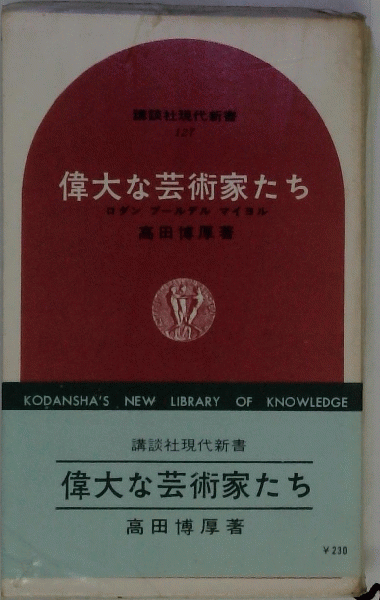 講談社現代新書
127
偉大な芸術家たち
ロダン ブールデル マイヨル
高田博厚著
KODANSHA'S NEW LIBRARY OF KNOWLEDGE
講談社現代新書
偉大な芸術家たち
高田博厚著
¥230